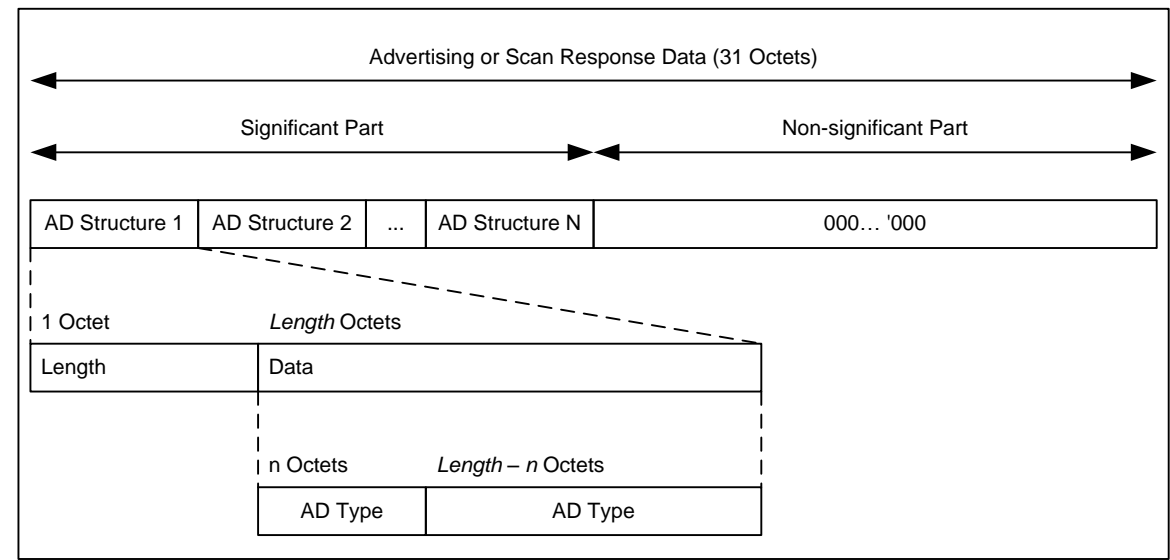 Advertising or Scan Response Data (31 Octets)
Significant Part Non-significant Part
AD Structure 1 AD Structure 2 ... AD Structure N 000… '000
1 Octet Length Octets
Length Data
n Octets Length – n Octets
AD Type AD Type